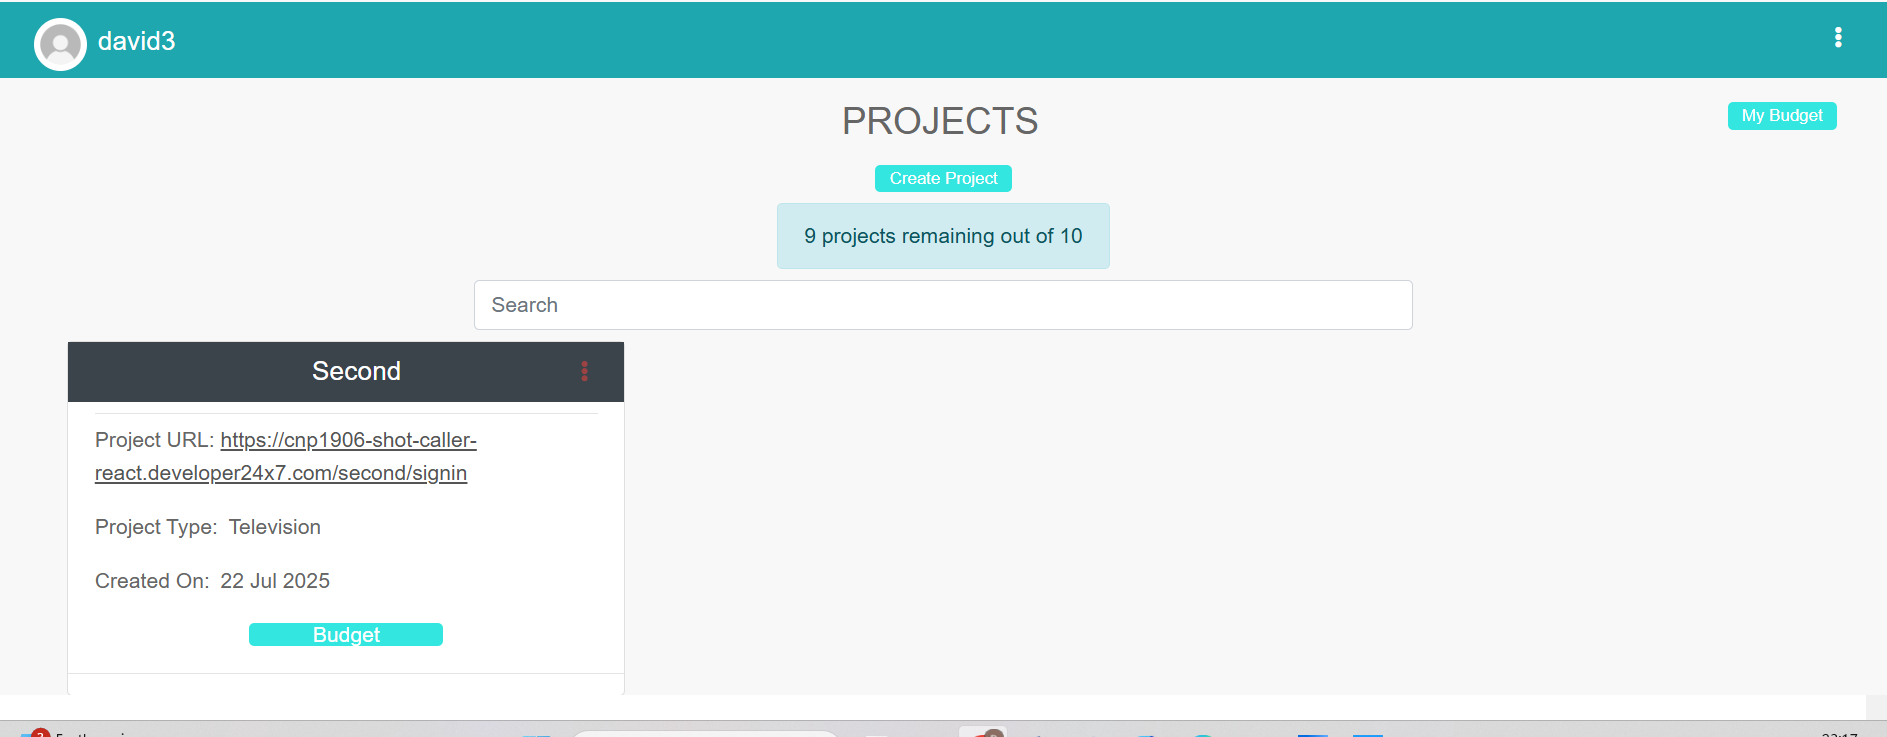 david3
PROJECTS
My Budget
Create Project
9 projects remaining out of 10
Search
Second
Project URL: https://cnp1906-shot-caller-
react.developer24x7.com/second/signin
Project Type: Television
Created On: 22 Jul 2025
Budget